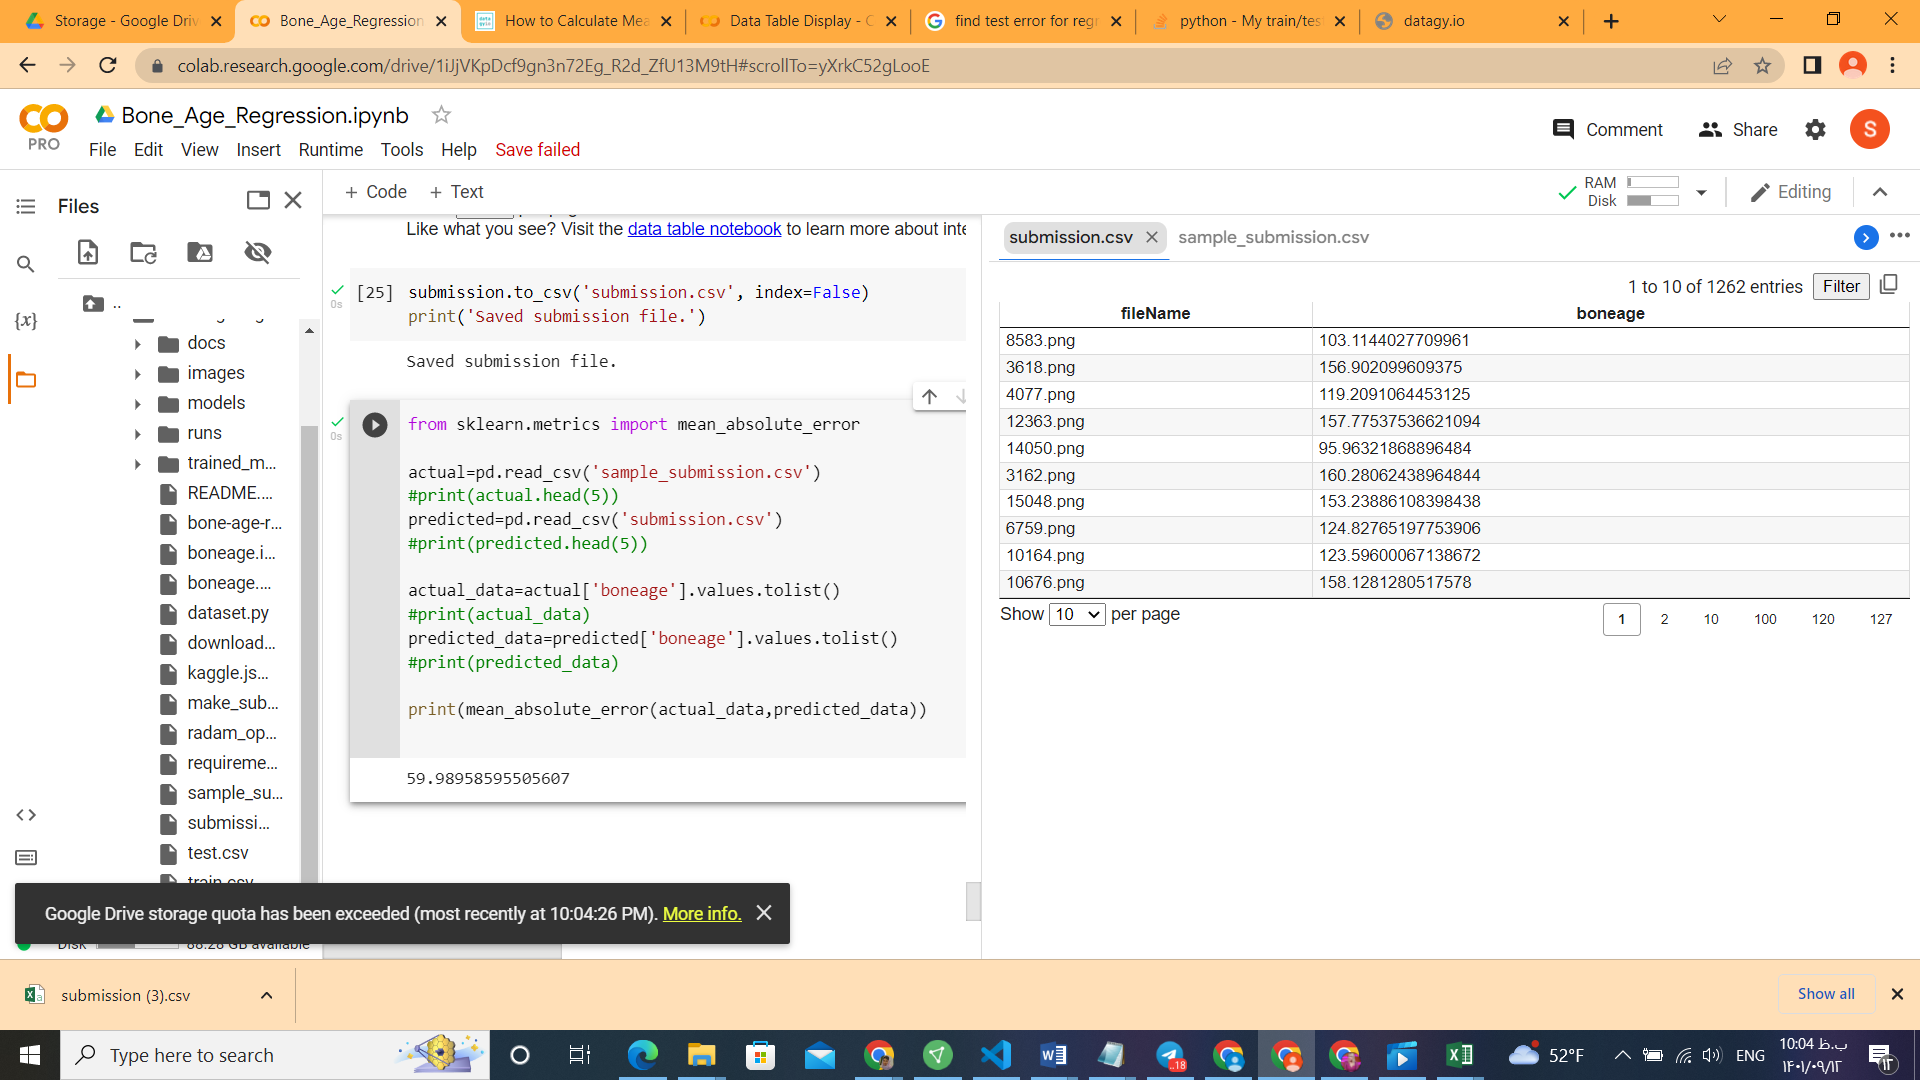 Storage - Google Driv
Bone_Age_Regression
How to Calculate Mea
Data Table Display - C
find test error for regr
python - My train/tes
datagy.io
colab.research.google.com/drive/1iJjVKpDcf9gn3n72Eg_R2d_ZfU13M9tH#scrollTo=yXrkC52gLooE
PRO
Bone_Age_Regression.ipynb
File Edit View Insert Runtime Tools Help Save failed
Comment
Share
S
Files
+ Code + Text
RAM
Disk
Editing
..
docs
images
models
runs
trained_m...
README....
bone-age-r...
boneage.i...
boneage....
dataset.py
download...
kaggle.js...
make_sub...
radam_op...
requireme...
sample_su...
submissi...
test.csv
train.csv
Disk 88.28 GB available
Like what you see? Visit the data table notebook to learn more about inte
0s
[25] submission.to_csv('submission.csv', index=False)
print('Saved submission file.')
Saved submission file.
0s
from sklearn.metrics import mean_absolute_error
actual=pd.read_csv('sample_submission.csv')
#print(actual.head(5))
predicted=pd.read_csv('submission.csv')
#print(predicted.head(5))
actual_data=actual['boneage'].values.tolist()
#print(actual_data)
predicted_data=predicted['boneage'].values.tolist()
#print(predicted_data)
print(mean_absolute_error(actual_data,predicted_data))
59.98958595505607
submission.csv
sample_submission.csv
1 to 10 of 1262 entries Filter
fileName boneage
8583.png 103.1144027709961
3618.png 156.902099609375
4077.png 119.2091064453125
12363.png 157.77537536621094
14050.png 95.96321868896484
3162.png 160.28062438964844
15048.png 153.23886108398438
6759.png 124.82765197753906
10164.png 123.59600067138672
10676.png 158.1281280517578
Show 10 per page
1 2 10 100 120 127
Google Drive storage quota has been exceeded (most recently at 10:04:26 PM). More info.
submission (3).csv
Show all
Type here to search
..18
52°F
ENG
10:04 ب.ظ
۱۴۰۱/۰۹/۱۲
۱۳